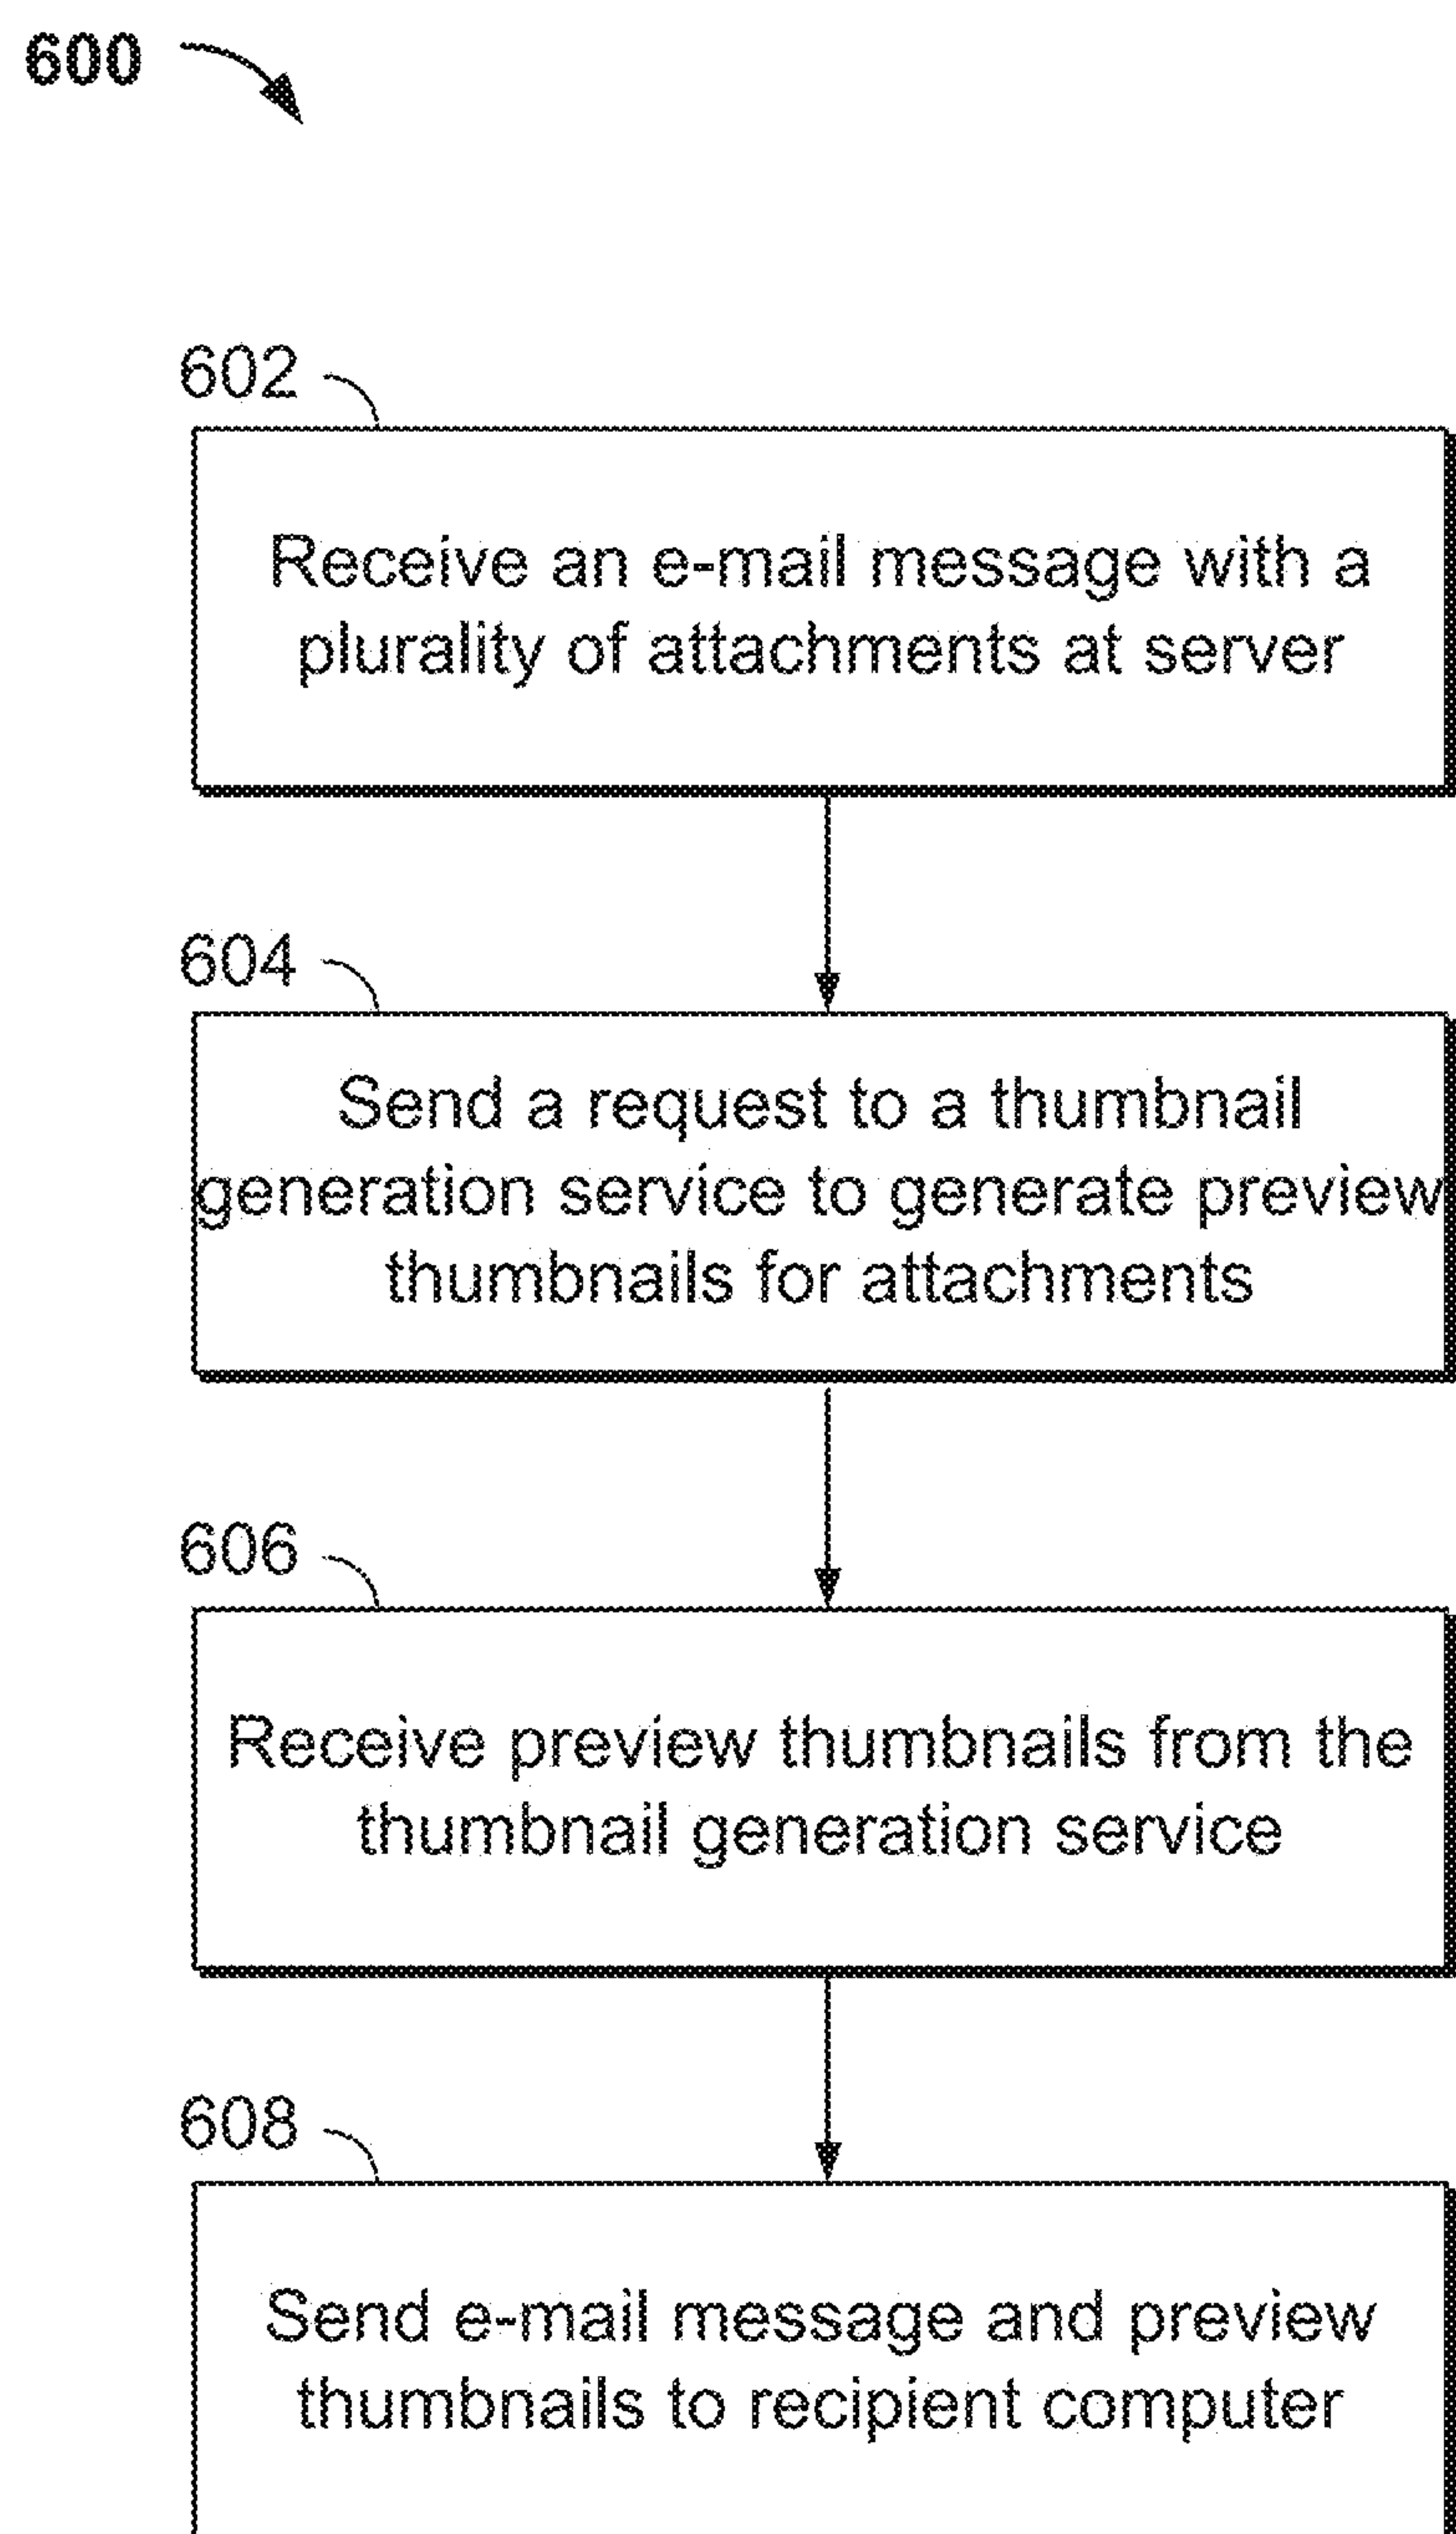 600
602
Receive an e-mail message with a
plurality of attachments at server
604
Send a request to a thumbnail
generation service to generate preview
thumbnails for attachments
606
Receive preview thumbnails from the
thumbnail generation service
608
Send e-mail message and preview
thumbnails to recipient computer